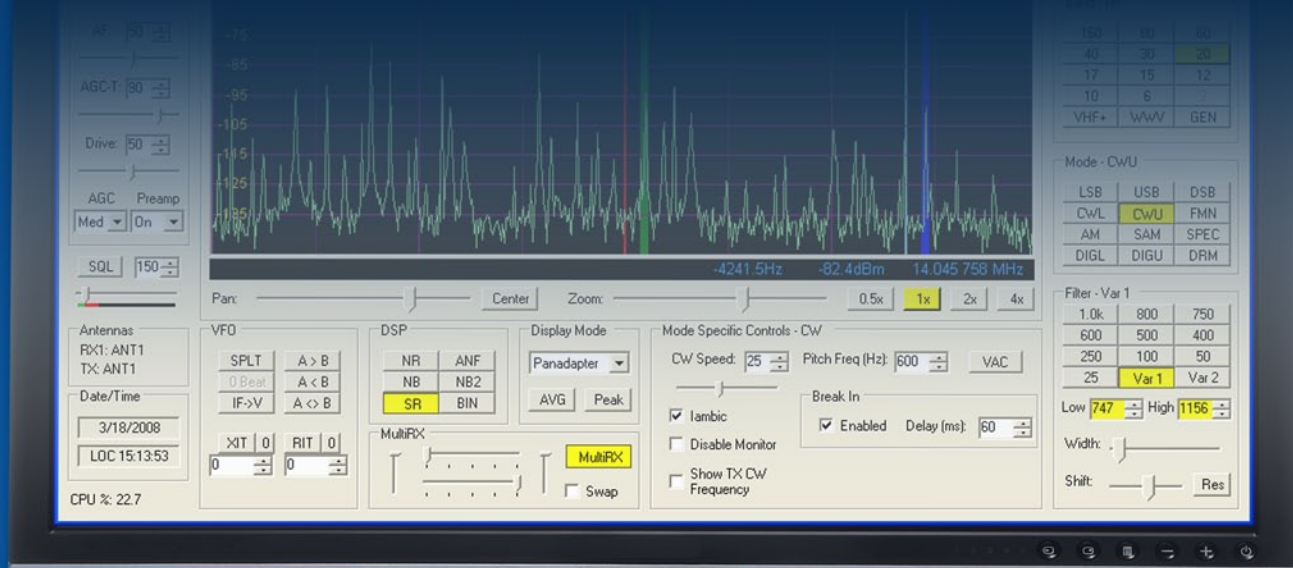 AF: 50
-75
-85
AGC-T: 90
-95
-105
Drive: 50
-115
-125
-135
AGC Preamp
Med On
SQL 150
-4241.5Hz -82.4dBm 14.045 758 MHz
Pan: Center Zoom: 0.5x 1x 2x 4x
Antennas
RX1: ANT1
TX: ANT1
Date/Time
3/18/2008
LOC 15:13:53
CPU %: 22.7
VFO
SPLT A > B
0 Beat A < B
IF->V A <> B
XIT 0 RIT 0
0 0
DSP
NR ANF
NB NB2
SR BIN
Display Mode
Panadapter
AVG Peak
MultiRX
MultiRX
Swap
Mode Specific Controls - CW
CW Speed: 25 Pitch Freq (Hz): 600 VAC
Iambic
Disable Monitor
Show TX CW
Frequency
Break In
Enabled Delay (ms): 60
160 80 60
40 30 20
17 15 12
10 6
VHF+ WWV GEN
Mode - CWU
LSB USB DSB
CWL CWU FMN
AM SAM SPEC
DIGL DIGU DRM
Filter - Var 1
1.0k 800 750
600 500 400
250 100 50
25 Var 1 Var 2
Low 747 High 1156
Width:
Shift: Res